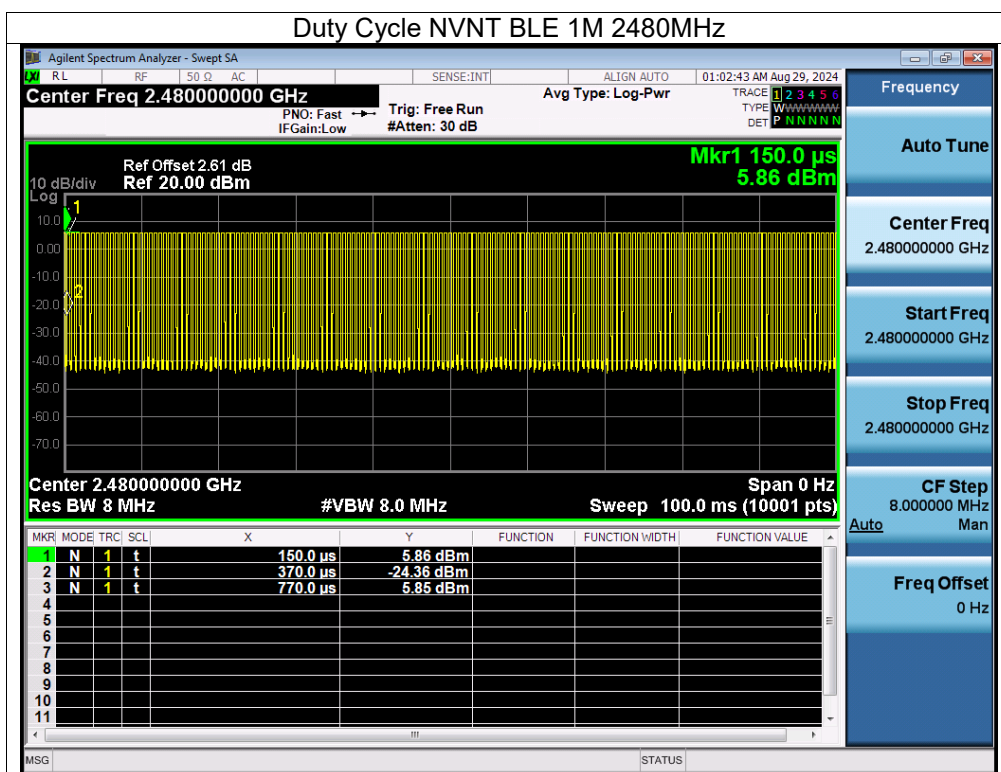 Duty Cycle NVNT BLE 1M 2480MHz
Agilent Spectrum Analyzer - Swept SA
LXI RL RF 50 Ω AC SENSE:INT ALIGN AUTO 01:02:43 AM Aug 29, 2024
Center Freq 2.480000000 GHz Avg Type: Log-Pwr TRACE 1 2 3 4 5 6
PNO: Fast Trig: Free Run TYPE WWWWWW
IFGain:Low #Atten: 30 dB DET P N N N N N
Mkr1 150.0 µs
5.86 dBm
Ref Offset 2.61 dB
10 dB/div Ref 20.00 dBm
Log
1
10.0
0.00
-10.0
2
-20.0
-30.0
-40.0
-50.0
-60.0
-70.0
Center 2.480000000 GHz Span 0 Hz
Res BW 8 MHz #VBW 8.0 MHz Sweep 100.0 ms (10001 pts)
MKR MODE TRC SCL X Y FUNCTION FUNCTION WIDTH FUNCTION VALUE
1 N 1 t 150.0 µs 5.86 dBm
2 N 1 t 370.0 µs -24.36 dBm
3 N 1 t 770.0 µs 5.85 dBm
4
5
6
7
8
9
10
11
MSG STATUS
Frequency
Auto Tune
Center Freq
2.480000000 GHz
Start Freq
2.480000000 GHz
Stop Freq
2.480000000 GHz
CF Step
8.000000 MHz
Auto Man
Freq Offset
0 Hz